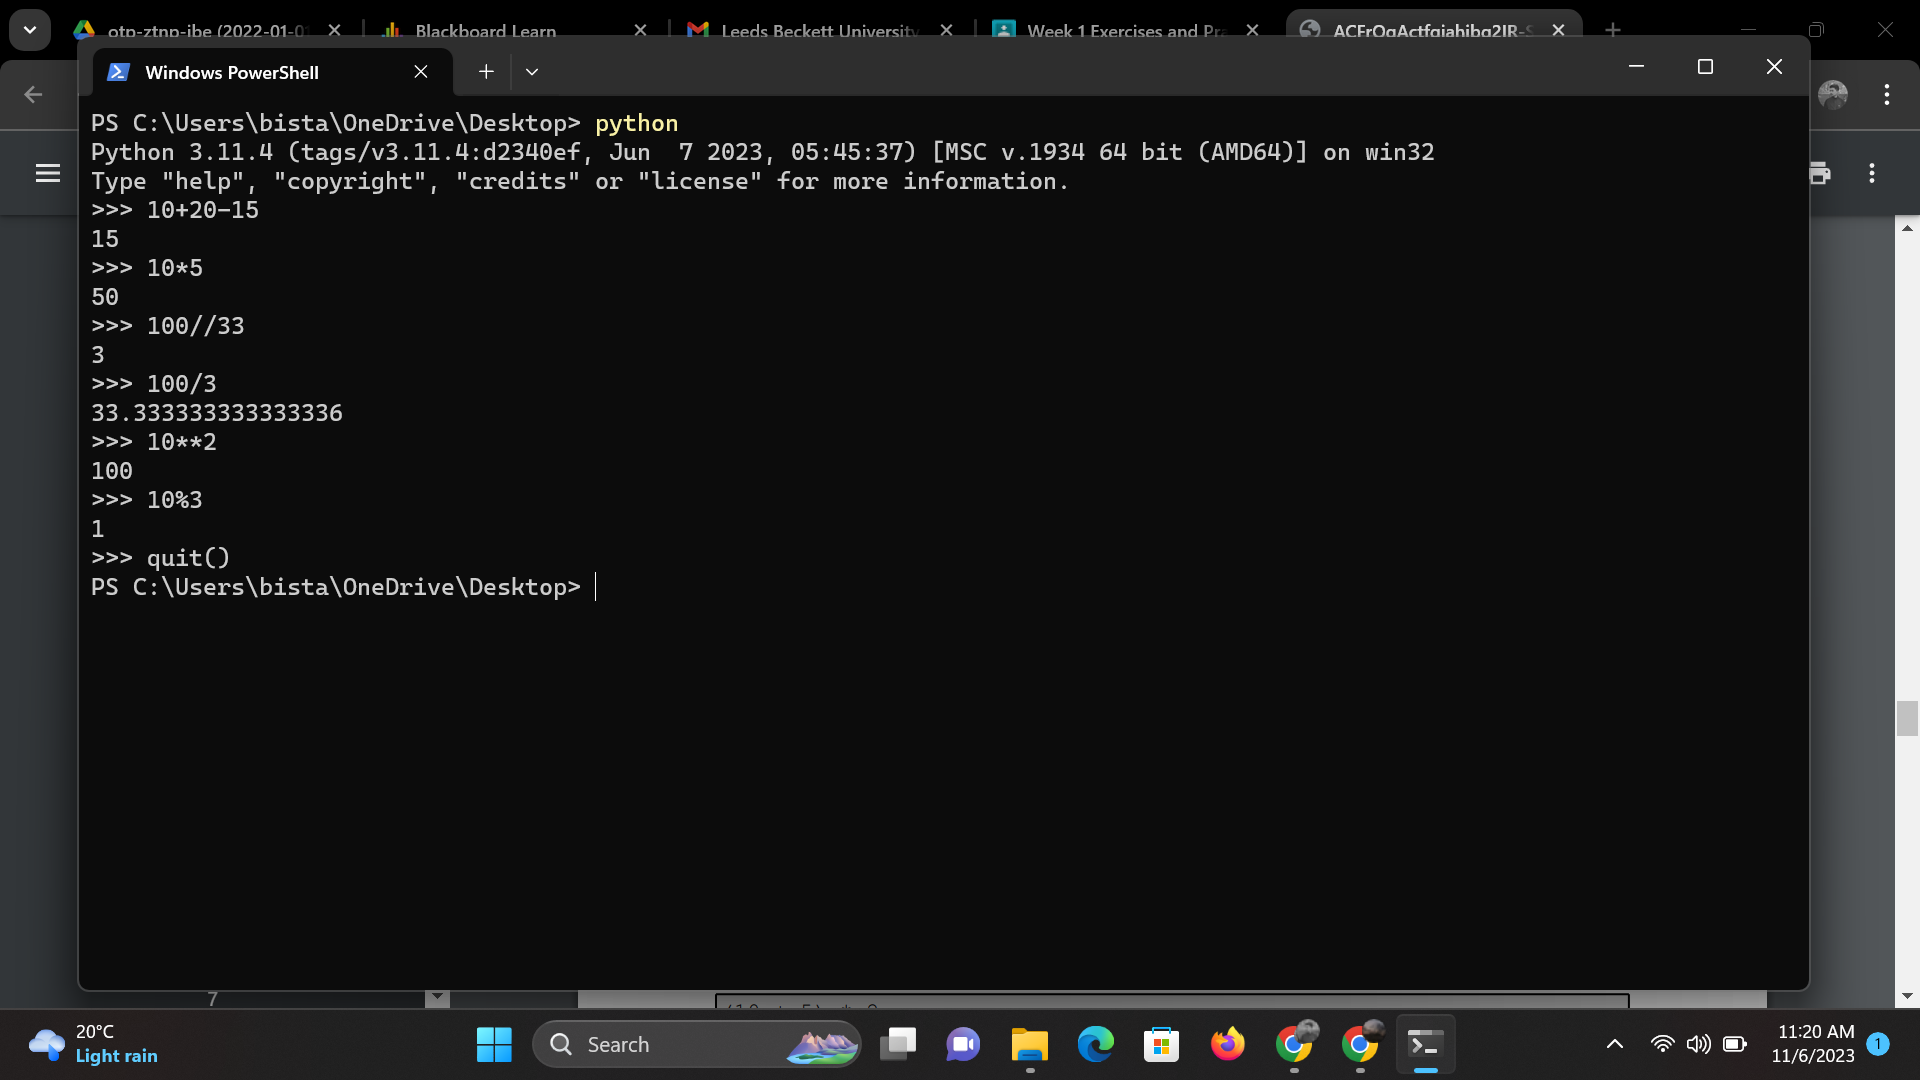 otp-ztnp-jbe (2022-01-0
Blackboard Learn
Leeds Beckett University
Week 1 Exercises and Pra
Windows PowerShell
PS C:\Users\bista\OneDrive\Desktop> python
Python 3.11.4 (tags/v3.11.4:d2340ef, Jun  7 2023, 05:45:37) [MSC v.1934 64 bit (AMD64)] on win32
Type "help", "copyright", "credits" or "license" for more information.
>>> 10+20-15
15
>>> 10*5
50
>>> 100//33
3
>>> 100/3
33.333333333333336
>>> 10**2
100
>>> 10%3
1
>>> quit()
PS C:\Users\bista\OneDrive\Desktop>
7
20°C
Light rain
Search
11:20 AM
11/6/2023
1